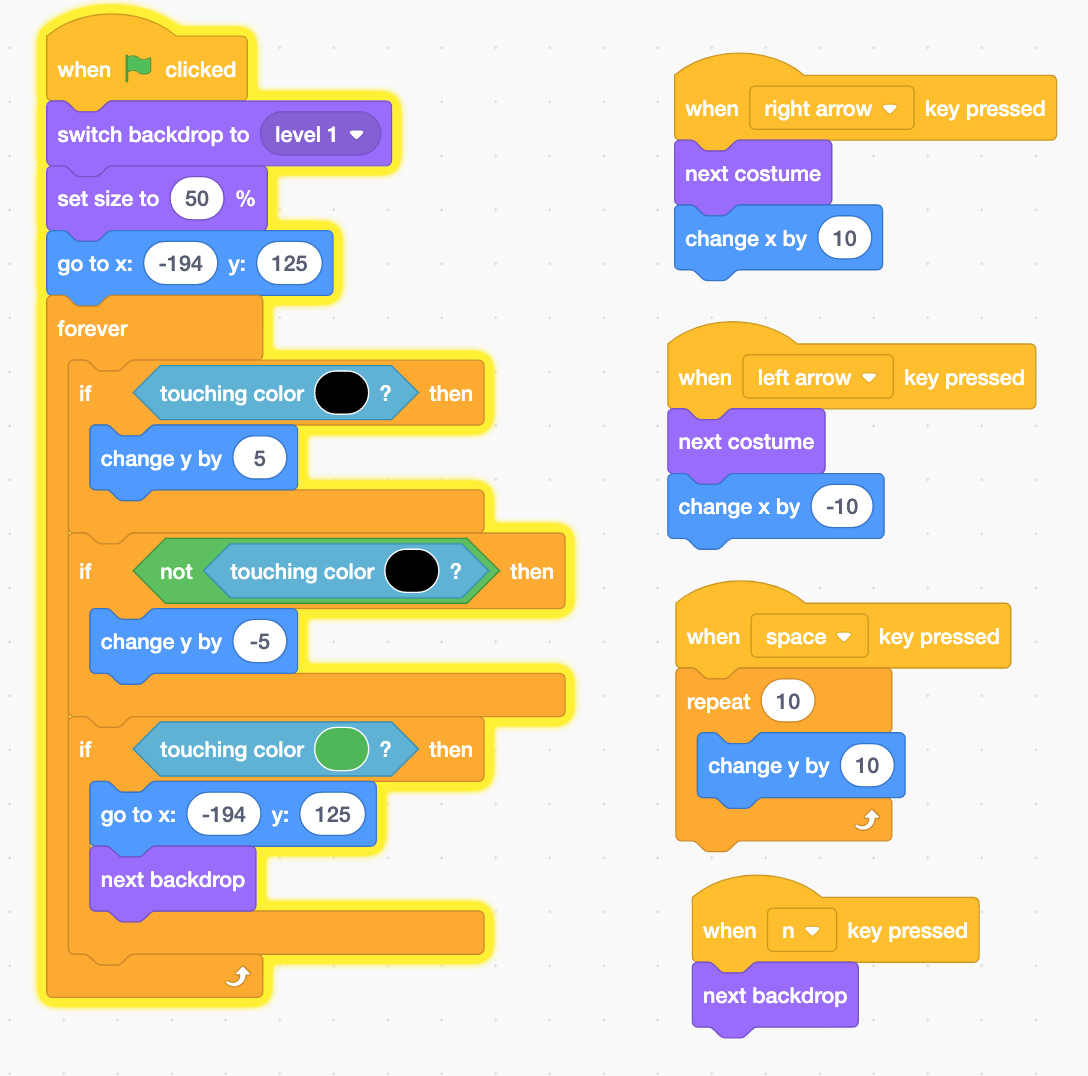 when clicked
switch backdrop to level 1
set size to 50 %
go to x: -194 y: 125
forever
if touching color ? then
change y by 5
if not touching color ? then
change y by -5
if touching color ? then
go to x: -194 y: 125
next backdrop
when right arrow key pressed
next costume
change x by 10
when left arrow key pressed
next costume
change x by -10
when space key pressed
repeat 10
change y by 10
when n key pressed
next backdrop